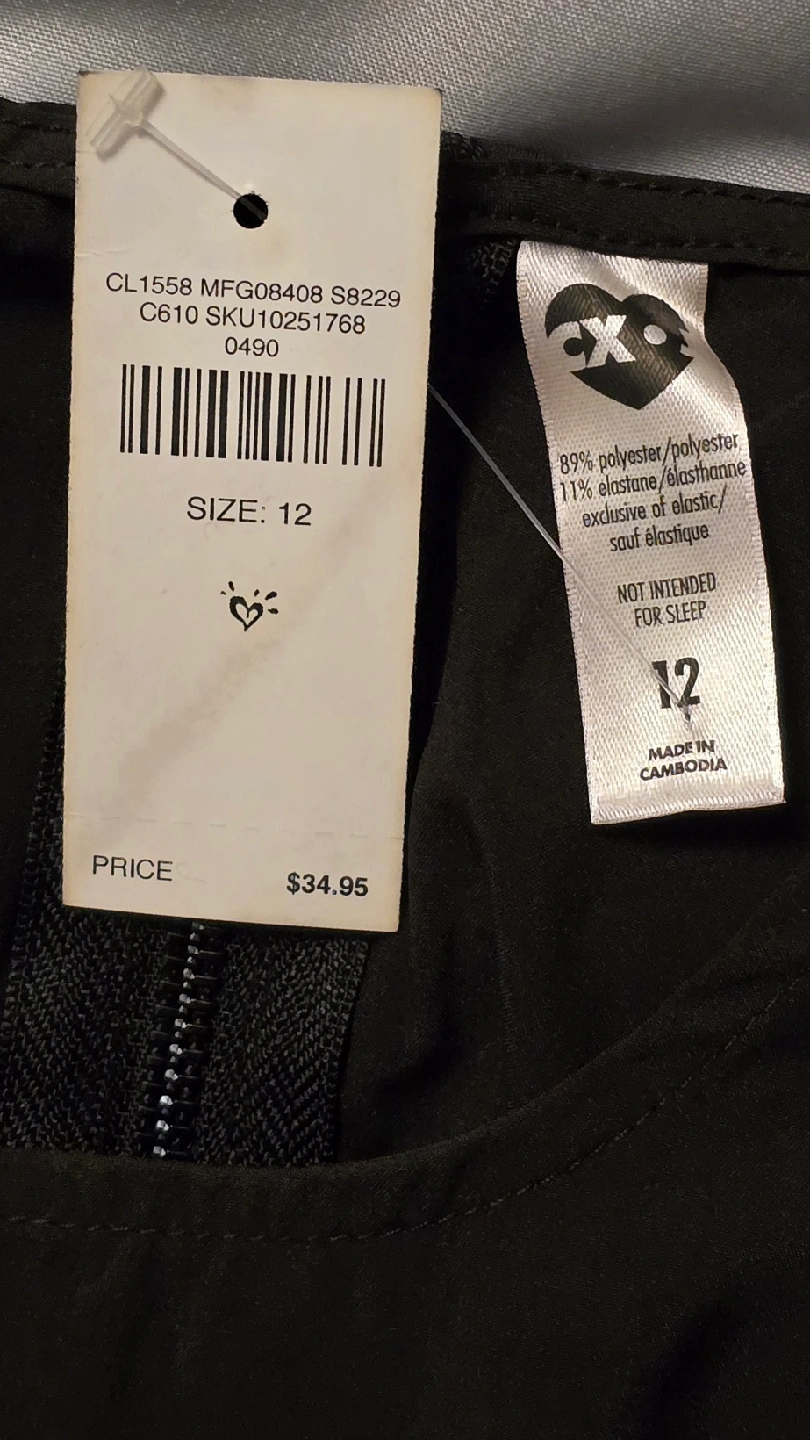 CL1558 MFG08408 S8229
C610 SKU10251768
0490
SIZE: 12
PRICE
$34.95
89% polyester/polyester
11% elastane/élasthanne
exclusive of elastic/
sauf élastique
NOT INTENDED
FOR SLEEP
12
MADE IN
CAMBODIA